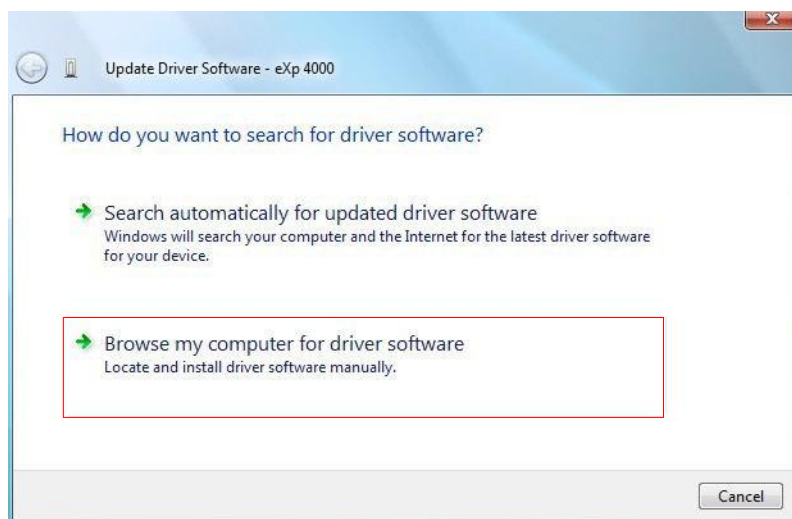 Update Driver Software - eXp 4000
How do you want to search for driver software?
Search automatically for updated driver software
Windows will search your computer and the Internet for the latest driver software
for your device.
Browse my computer for driver software
Locate and install driver software manually.
Cancel